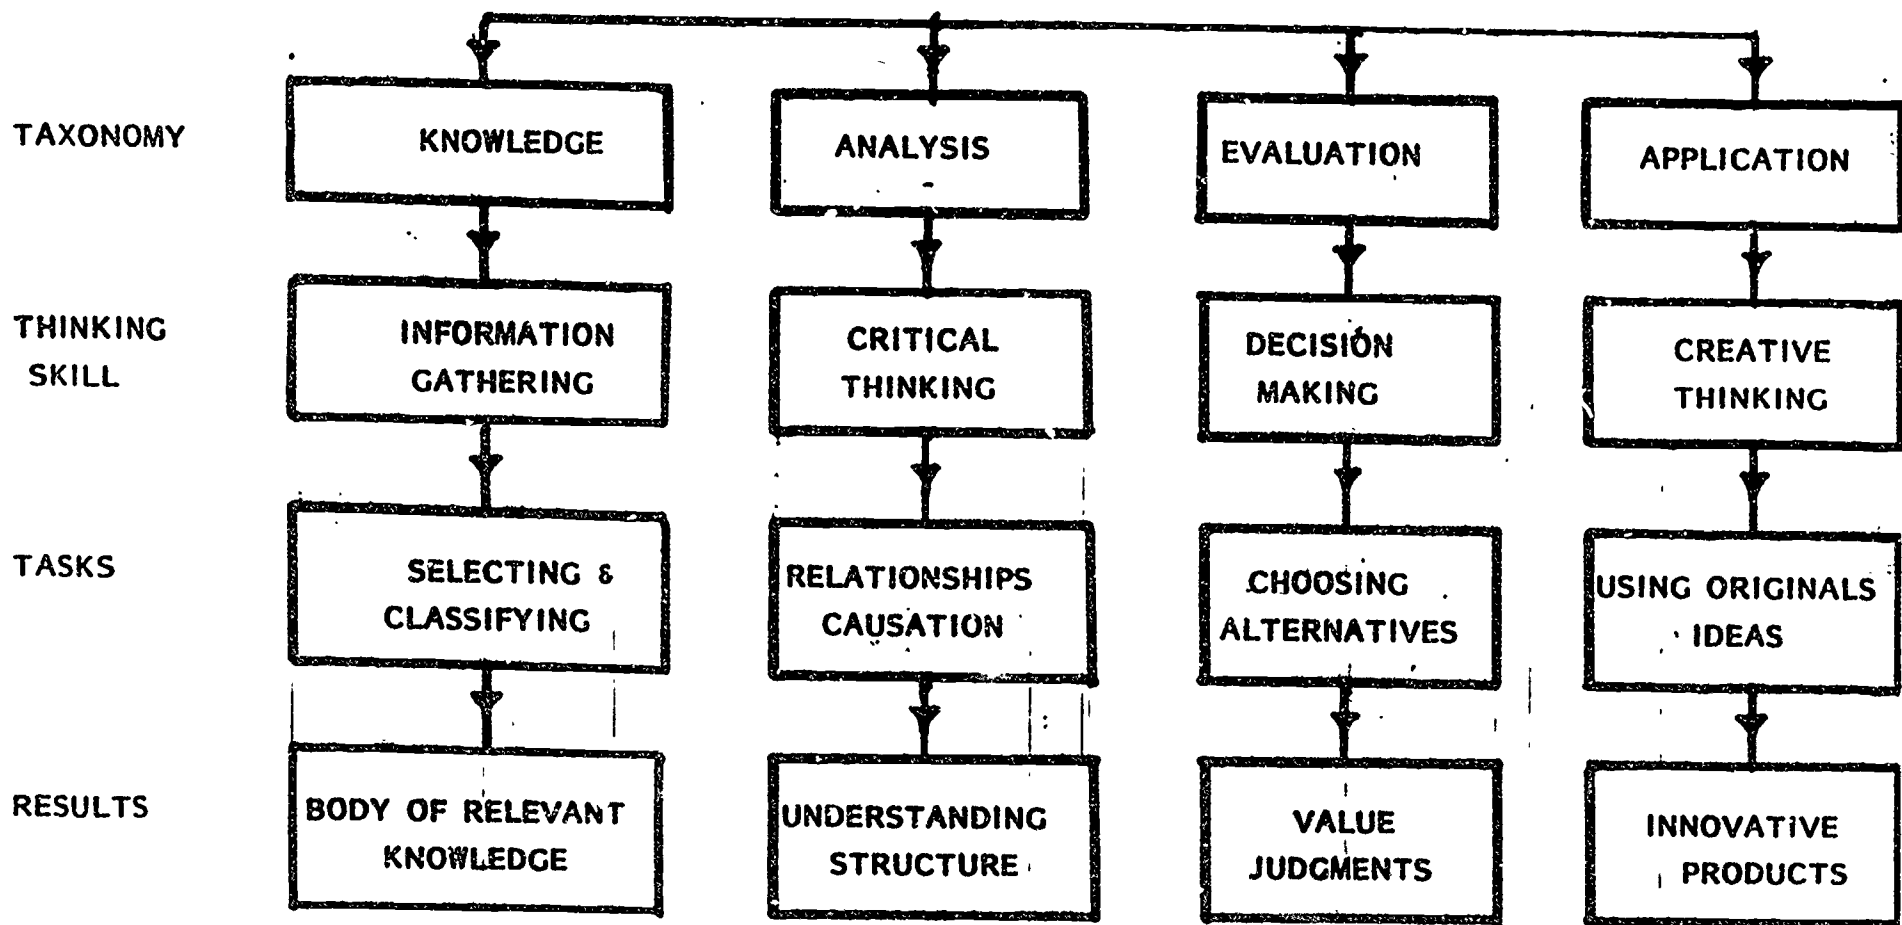 TAXONOMY
KNOWLEDGE
ANALYSIS
EVALUATION
APPLICATION
THINKING
SKILL
INFORMATION
GATHERING
CRITICAL
THINKING
DECISION
MAKING
CREATIVE
THINKING
TASKS
SELECTING &
CLASSIFYING
RELATIONSHIPS
CAUSATION
CHOOSING
ALTERNATIVES
USING ORIGINALS
IDEAS
RESULTS
BODY OF RELEVANT
KNOWLEDGE
UNDERSTANDING
STRUCTURE
VALUE
JUDGMENTS
INNOVATIVE
PRODUCTS